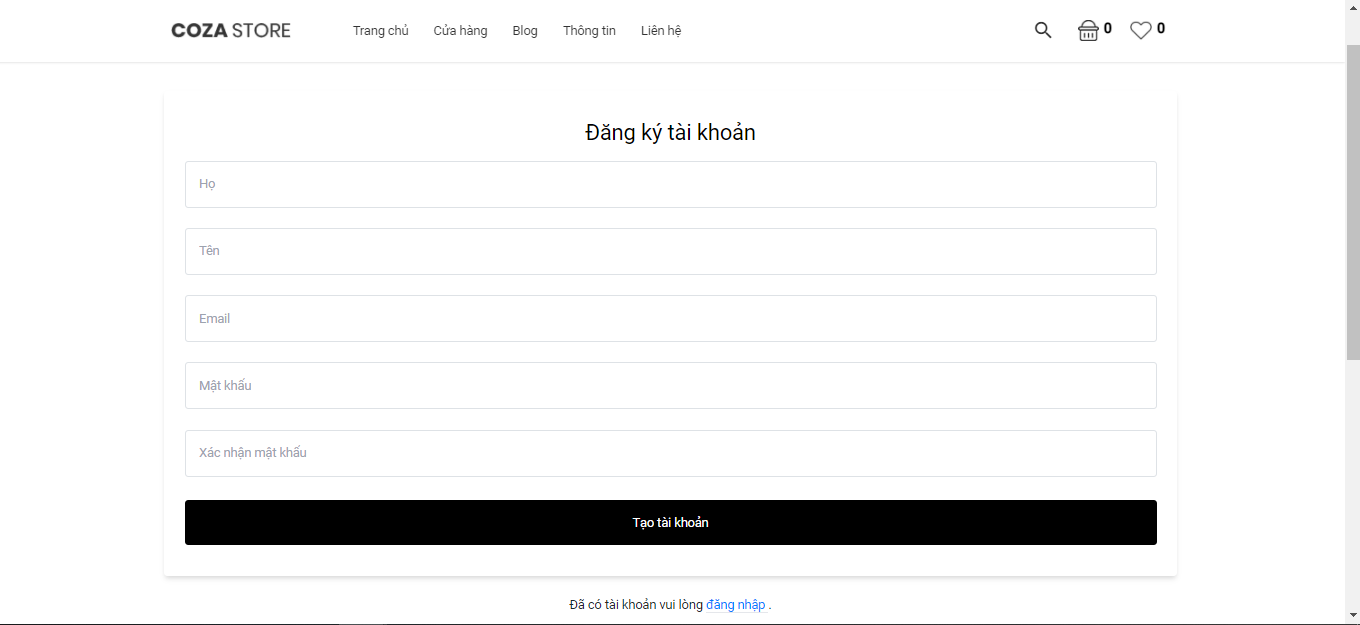 COZA STORE Trang chủ Cửa hàng Blog Thông tin Liên hệ 0 0
Đăng ký tài khoản
Họ
Tên
Email
Mật khẩu
Xác nhận mật khẩu
Tạo tài khoản
Đã có tài khoản vui lòng đăng nhập .